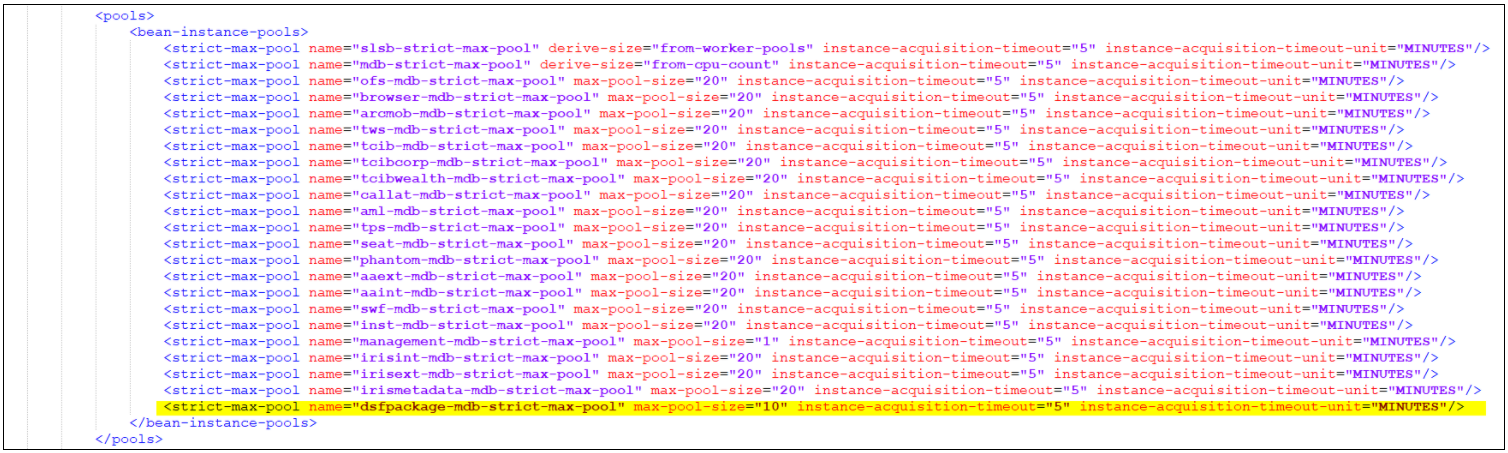 <pools>
<bean-instance-pools>
<strict-max-pool name="slsb-strict-max-pool" derive-size="from-worker-pools" instance-acquisition-timeout="5" instance-acquisition-timeout-unit="MINUTES"/>
<strict-max-pool name="mdb-strict-max-pool" derive-size="from-cpu-count" instance-acquisition-timeout="5" instance-acquisition-timeout-unit="MINUTES"/>
<strict-max-pool name="ofs-mdb-strict-max-pool" max-pool-size="20" instance-acquisition-timeout="5" instance-acquisition-timeout-unit="MINUTES"/>
<strict-max-pool name="browser-mdb-strict-max-pool" max-pool-size="20" instance-acquisition-timeout="5" instance-acquisition-timeout-unit="MINUTES"/>
<strict-max-pool name="arcmob-mdb-strict-max-pool" max-pool-size="20" instance-acquisition-timeout="5" instance-acquisition-timeout-unit="MINUTES"/>
<strict-max-pool name="tws-mdb-strict-max-pool" max-pool-size="20" instance-acquisition-timeout="5" instance-acquisition-timeout-unit="MINUTES"/>
<strict-max-pool name="tcib-mdb-strict-max-pool" max-pool-size="20" instance-acquisition-timeout="5" instance-acquisition-timeout-unit="MINUTES"/>
<strict-max-pool name="tcibcorp-mdb-strict-max-pool" max-pool-size="20" instance-acquisition-timeout="5" instance-acquisition-timeout-unit="MINUTES"/>
<strict-max-pool name="tcibwealth-mdb-strict-max-pool" max-pool-size="20" instance-acquisition-timeout="5" instance-acquisition-timeout-unit="MINUTES"/>
<strict-max-pool name="callat-mdb-strict-max-pool" max-pool-size="20" instance-acquisition-timeout="5" instance-acquisition-timeout-unit="MINUTES"/>
<strict-max-pool name="aml-mdb-strict-max-pool" max-pool-size="20" instance-acquisition-timeout="5" instance-acquisition-timeout-unit="MINUTES"/>
<strict-max-pool name="tps-mdb-strict-max-pool" max-pool-size="20" instance-acquisition-timeout="5" instance-acquisition-timeout-unit="MINUTES"/>
<strict-max-pool name="seat-mdb-strict-max-pool" max-pool-size="20" instance-acquisition-timeout="5" instance-acquisition-timeout-unit="MINUTES"/>
<strict-max-pool name="phantom-mdb-strict-max-pool" max-pool-size="20" instance-acquisition-timeout="5" instance-acquisition-timeout-unit="MINUTES"/>
<strict-max-pool name="aaext-mdb-strict-max-pool" max-pool-size="20" instance-acquisition-timeout="5" instance-acquisition-timeout-unit="MINUTES"/>
<strict-max-pool name="aaint-mdb-strict-max-pool" max-pool-size="20" instance-acquisition-timeout="5" instance-acquisition-timeout-unit="MINUTES"/>
<strict-max-pool name="swf-mdb-strict-max-pool" max-pool-size="20" instance-acquisition-timeout="5" instance-acquisition-timeout-unit="MINUTES"/>
<strict-max-pool name="inst-mdb-strict-max-pool" max-pool-size="20" instance-acquisition-timeout="5" instance-acquisition-timeout-unit="MINUTES"/>
<strict-max-pool name="management-mdb-strict-max-pool" max-pool-size="1" instance-acquisition-timeout="5" instance-acquisition-timeout-unit="MINUTES"/>
<strict-max-pool name="irisint-mdb-strict-max-pool" max-pool-size="20" instance-acquisition-timeout="5" instance-acquisition-timeout-unit="MINUTES"/>
<strict-max-pool name="irisext-mdb-strict-max-pool" max-pool-size="20" instance-acquisition-timeout="5" instance-acquisition-timeout-unit="MINUTES"/>
<strict-max-pool name="irismetadata-mdb-strict-max-pool" max-pool-size="20" instance-acquisition-timeout="5" instance-acquisition-timeout-unit="MINUTES"/>
<strict-max-pool name="dsfpackage-mdb-strict-max-pool" max-pool-size="10" instance-acquisition-timeout="5" instance-acquisition-timeout-unit="MINUTES"/>
</bean-instance-pools>
</pools>